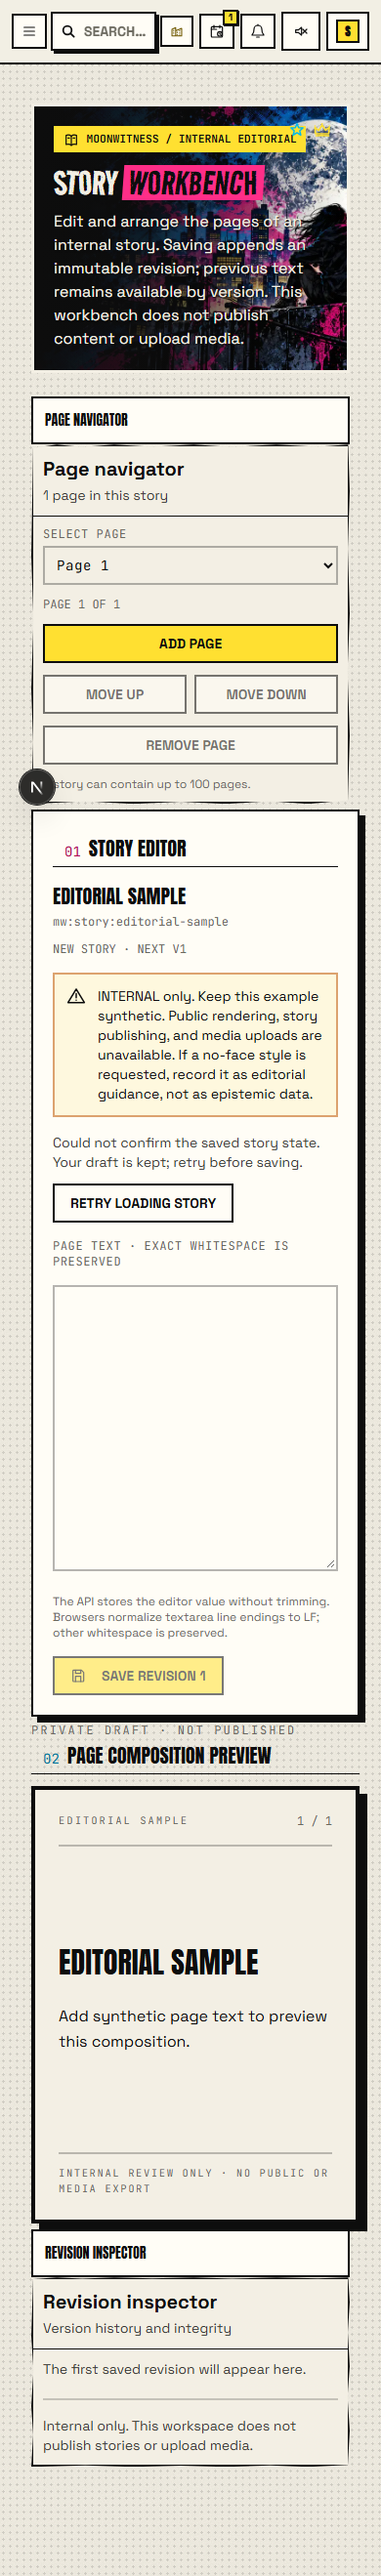 SEARCH...
1
S
MOONWITNESS / INTERNAL EDITORIAL
STORY WORKBENCH
Edit and arrange the pages of an
internal story. Saving appends an
immutable revision; previous text
remains available by version. This
workbench does not publish
content or upload media.
PAGE NAVIGATOR
Page navigator
1 page in this story
SELECT PAGE
Page 1
PAGE 1 OF 1
ADD PAGE
MOVE UP
MOVE DOWN
REMOVE PAGE
N
story can contain up to 100 pages.
01 STORY EDITOR
EDITORIAL SAMPLE
mw:story:editorial-sample
NEW STORY · NEXT V1
INTERNAL only. Keep this example
synthetic. Public rendering, story
publishing, and media uploads are
unavailable. If a no-face style is
requested, record it as editorial
guidance, not as epistemic data.
Could not confirm the saved story state.
Your draft is kept; retry before saving.
RETRY LOADING STORY
PAGE TEXT · EXACT WHITESPACE IS
PRESERVED
The API stores the editor value without trimming.
Browsers normalize textarea line endings to LF;
other whitespace is preserved.
SAVE REVISION 1
PRIVATE DRAFT · NOT PUBLISHED
02 PAGE COMPOSITION PREVIEW
EDITORIAL SAMPLE
1 / 1
EDITORIAL SAMPLE
Add synthetic page text to preview
this composition.
INTERNAL REVIEW ONLY · NO PUBLIC OR
MEDIA EXPORT
REVISION INSPECTOR
Revision inspector
Version history and integrity
The first saved revision will appear here.
Internal only. This workspace does not
publish stories or upload media.